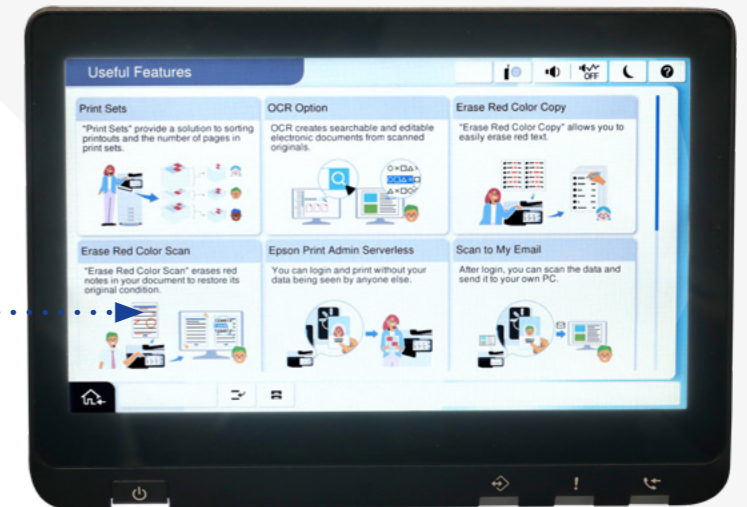 Useful Features
OFF
Print Sets
"Print Sets" provide a solution to sorting
printouts and the number of pages in
print sets.
OCR Option
OCR creates searchable and editable
electronic documents from scanned
originals.
Erase Red Color Copy
"Erase Red Color Copy" allows you to
easily erase red text.
Erase Red Color Scan
"Erase Red Color Scan" erases red
notes in your document to restore its
original condition.
Epson Print Admin Serverless
You can login and print without your
data being seen by anyone else.
Scan to My Email
After login, you can scan the data and
send it to your own PC.